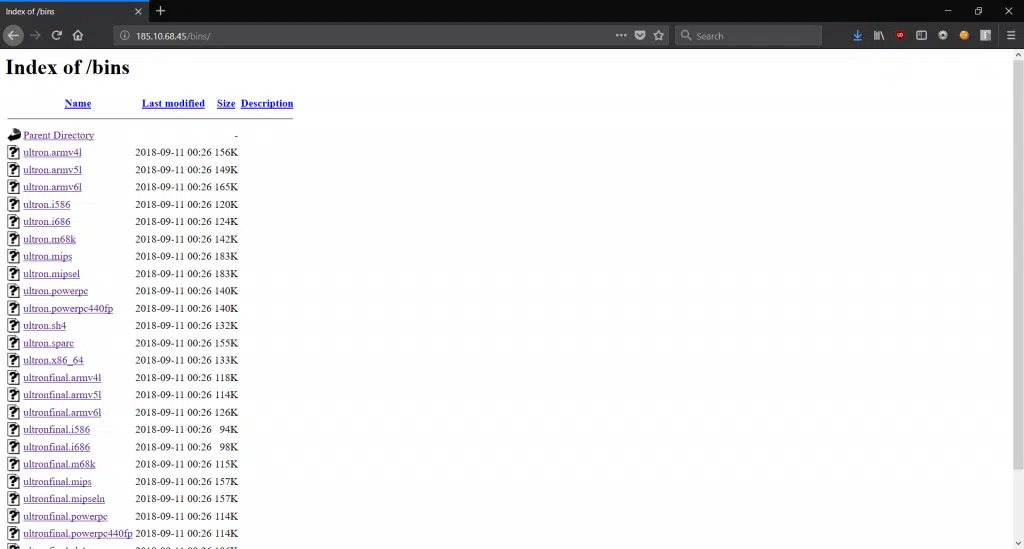 Index of /bins
185.10.68.45/bins/
Search
Index of /bins
Name Last modified Size Description
Parent Directory -
ultron.armv4l 2018-09-11 00:26 156K
ultron.armv5l 2018-09-11 00:26 149K
ultron.armv6l 2018-09-11 00:26 165K
ultron.i586 2018-09-11 00:26 120K
ultron.i686 2018-09-11 00:26 124K
ultron.m68k 2018-09-11 00:26 142K
ultron.mips 2018-09-11 00:26 183K
ultron.mipsel 2018-09-11 00:26 183K
ultron.powerpc 2018-09-11 00:26 140K
ultron.powerpc440fp 2018-09-11 00:26 140K
ultron.sh4 2018-09-11 00:26 132K
ultron.sparc 2018-09-11 00:26 155K
ultron.x86_64 2018-09-11 00:26 133K
ultronfinal.armv4l 2018-09-11 00:26 118K
ultronfinal.armv5l 2018-09-11 00:26 114K
ultronfinal.armv6l 2018-09-11 00:26 126K
ultronfinal.i586 2018-09-11 00:26 94K
ultronfinal.i686 2018-09-11 00:26 98K
ultronfinal.m68k 2018-09-11 00:26 115K
ultronfinal.mips 2018-09-11 00:26 157K
ultronfinal.mipseln 2018-09-11 00:26 157K
ultronfinal.powerpc 2018-09-11 00:26 114K
ultronfinal.powerpc440fp 2018-09-11 00:26 114K